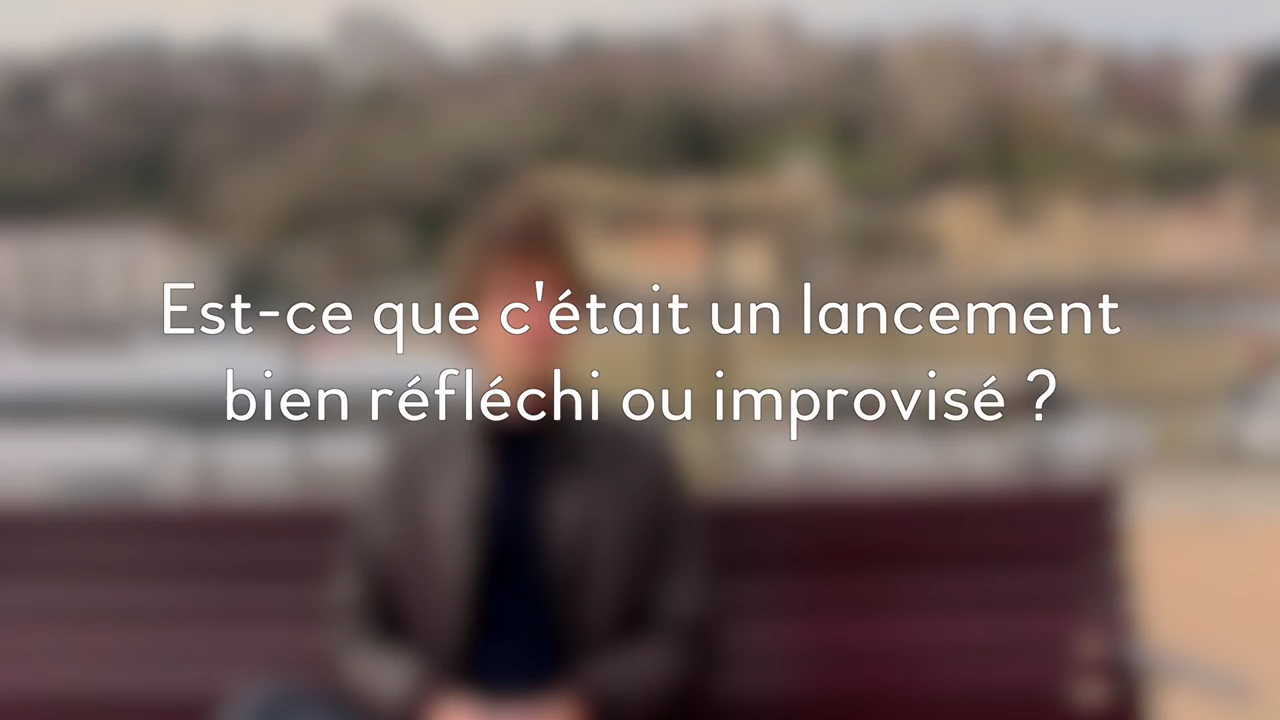 Est-ce que c'était un lancement
bien réfléchi ou improvisé ?